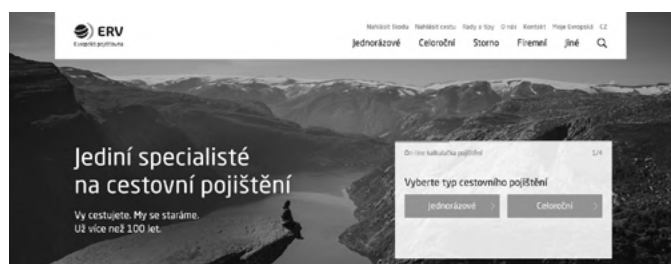 ERV
Evropská pojišťovna
Nahlásit škodu Nahlásit cestu Rady a tipy O nás Kontakt Moje Evropská CZ
Jednorázové Celoroční Storno Firemní Jiné
Jediní specialisté
na cestovní pojištění
Vy cestujete. My se staráme.
Už více než 100 let.
On-line kalkulačka pojištění 1/4
Vyberte typ cestovního pojištění
Jednorázové
Celoroční